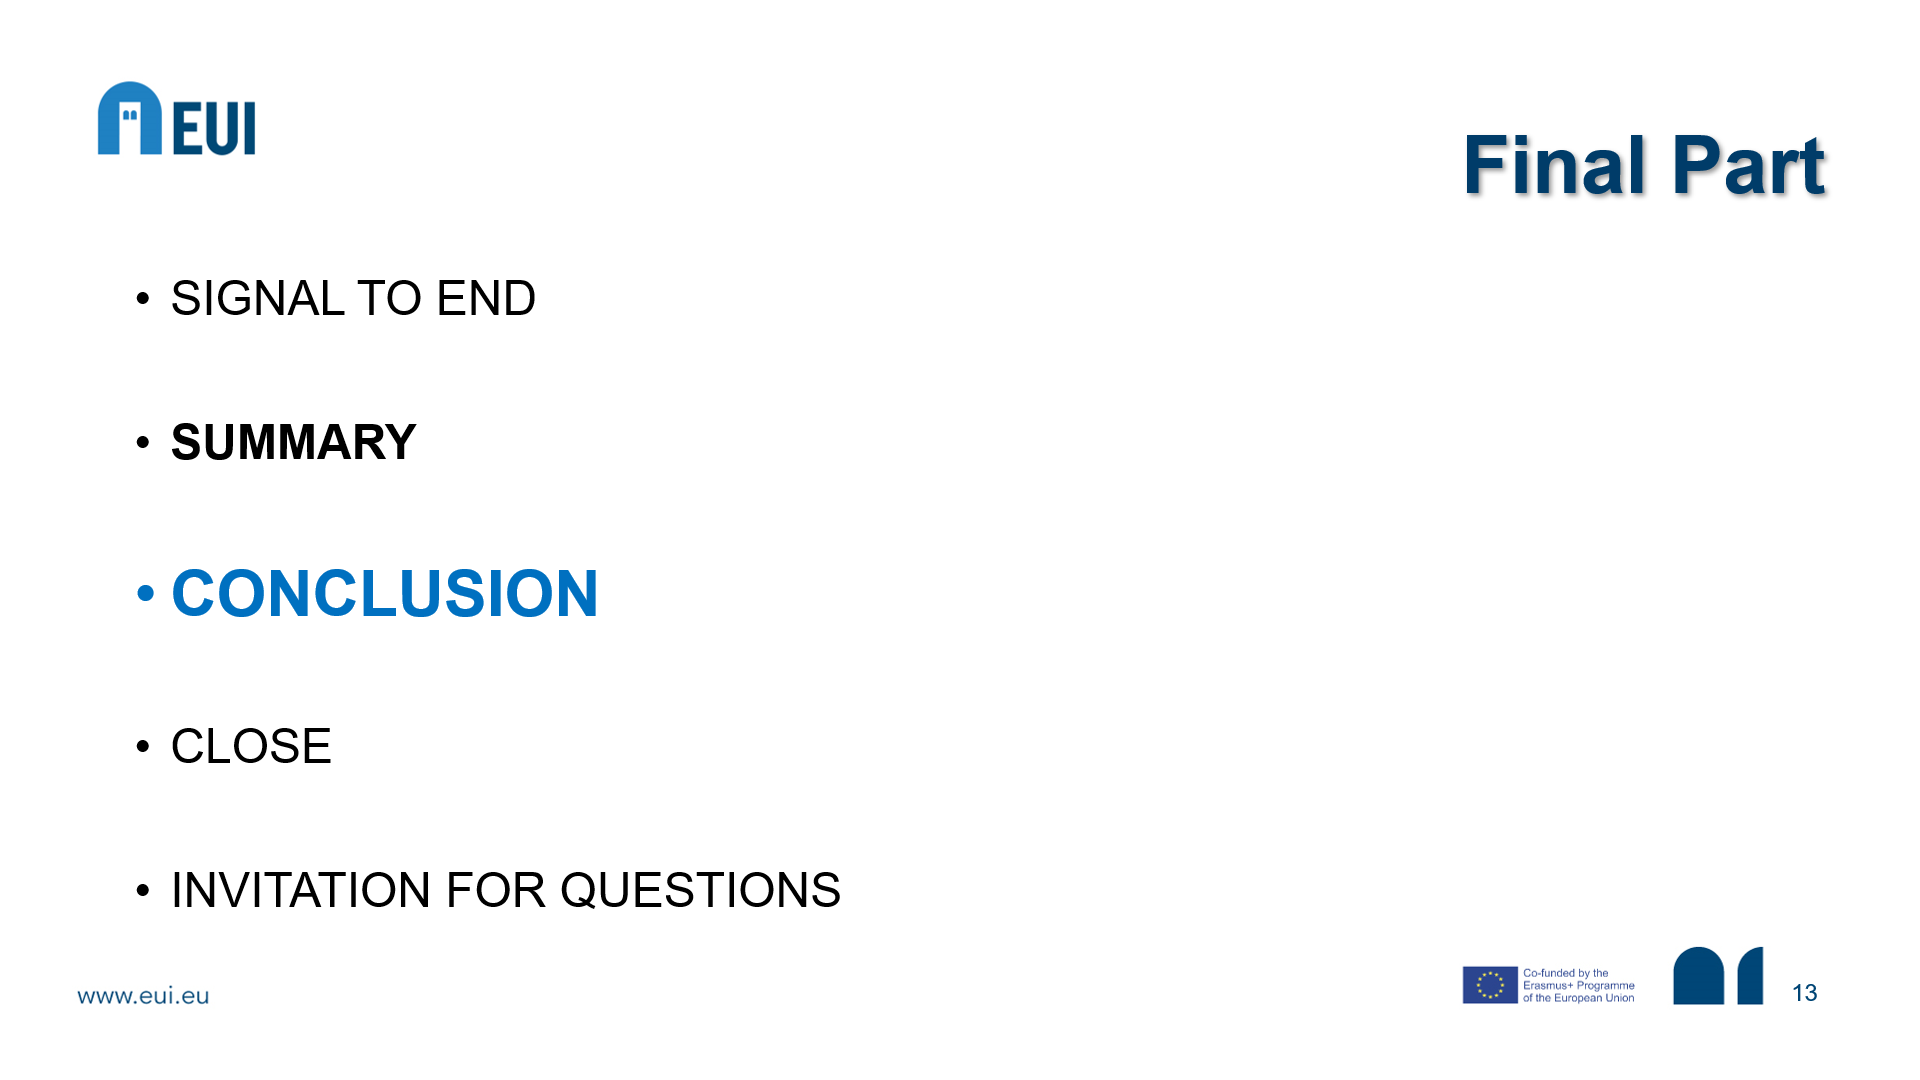 EUI
Final Part
• SIGNAL TO END
• SUMMARY
• CONCLUSION
• CLOSE
• INVITATION FOR QUESTIONS
www.eui.eu
Co-funded by the
Erasmus+ Programme
of the European Union
13